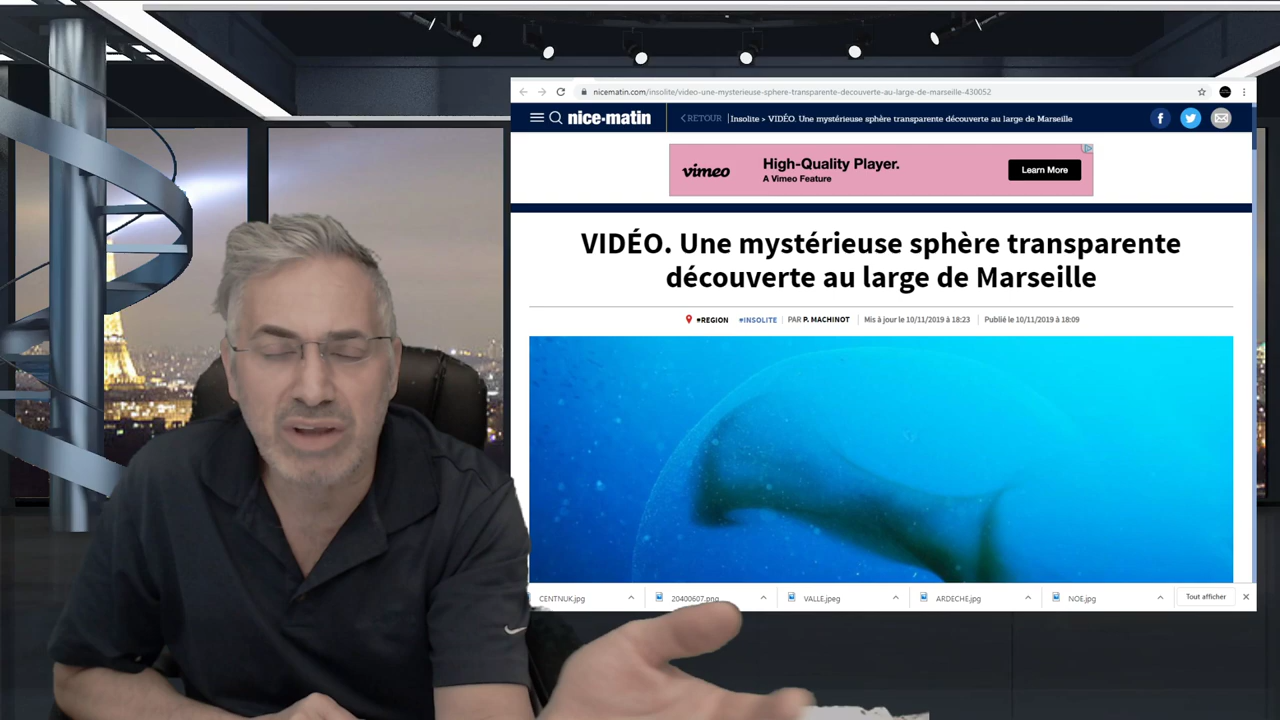 nicematin.com/insolite/video-une-mysterieuse-sphere-transparente-decouverte-au-large-de-marseille-430052
nice-matin
RETOUR
Insolite > VIDÉO. Une mystérieuse sphère transparente découverte au large de Marseille
vimeo
High-Quality Player.
A Vimeo Feature
Learn More
VIDÉO. Une mystérieuse sphère transparente
découverte au large de Marseille
#REGION #INSOLITE PAR P. MACHINOT Mis à jour le 10/11/2019 à 18:23 Publié le 10/11/2019 à 18:09
CENTNUK.jpg 20400607.png VALLE.jpeg ARDECHE.jpg NOE.jpg Tout afficher